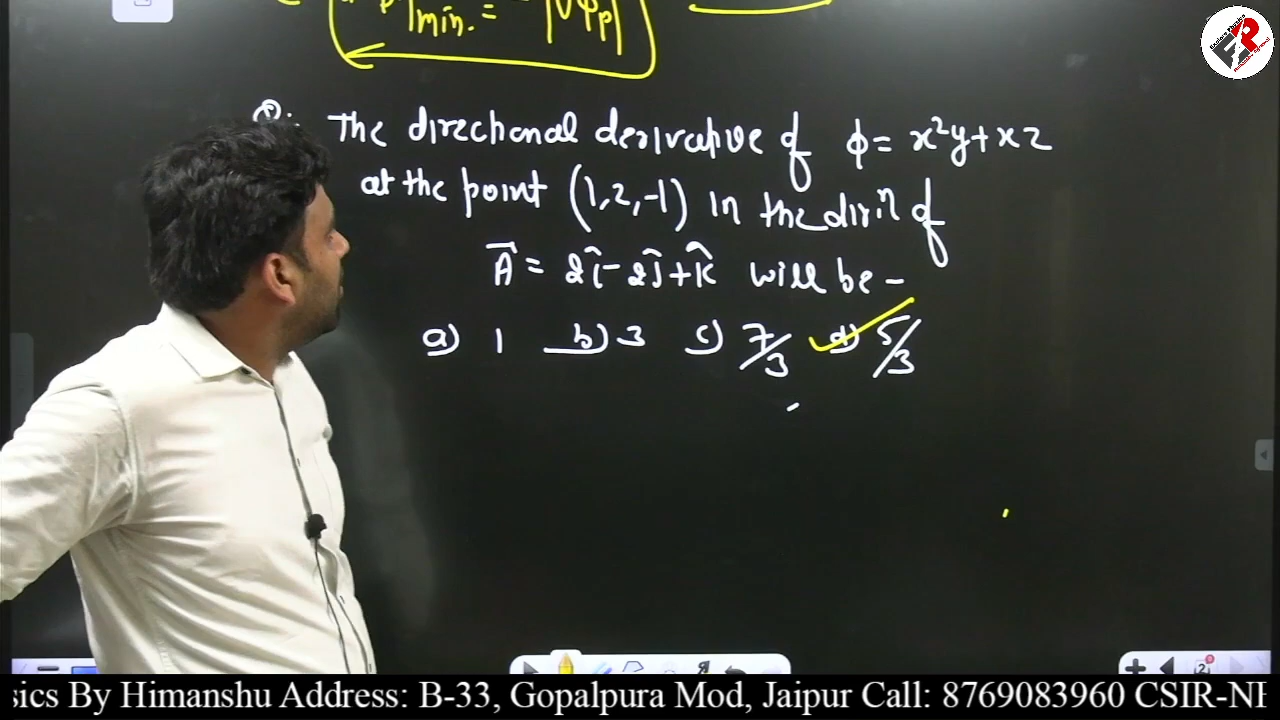 min. = - |∇Φp|
The directional derivative of ϕ = x²y + xz
at the point (1, 2, -1) in the dirⁿ of
A⃗ = 2î - 2ĵ + k̂ will be -
a) 1 b) 3 c) 7/3 d) 5/3
sics By Himanshu Address: B-33, Gopalpura Mod, Jaipur Call: 8769083960 CSIR-NE